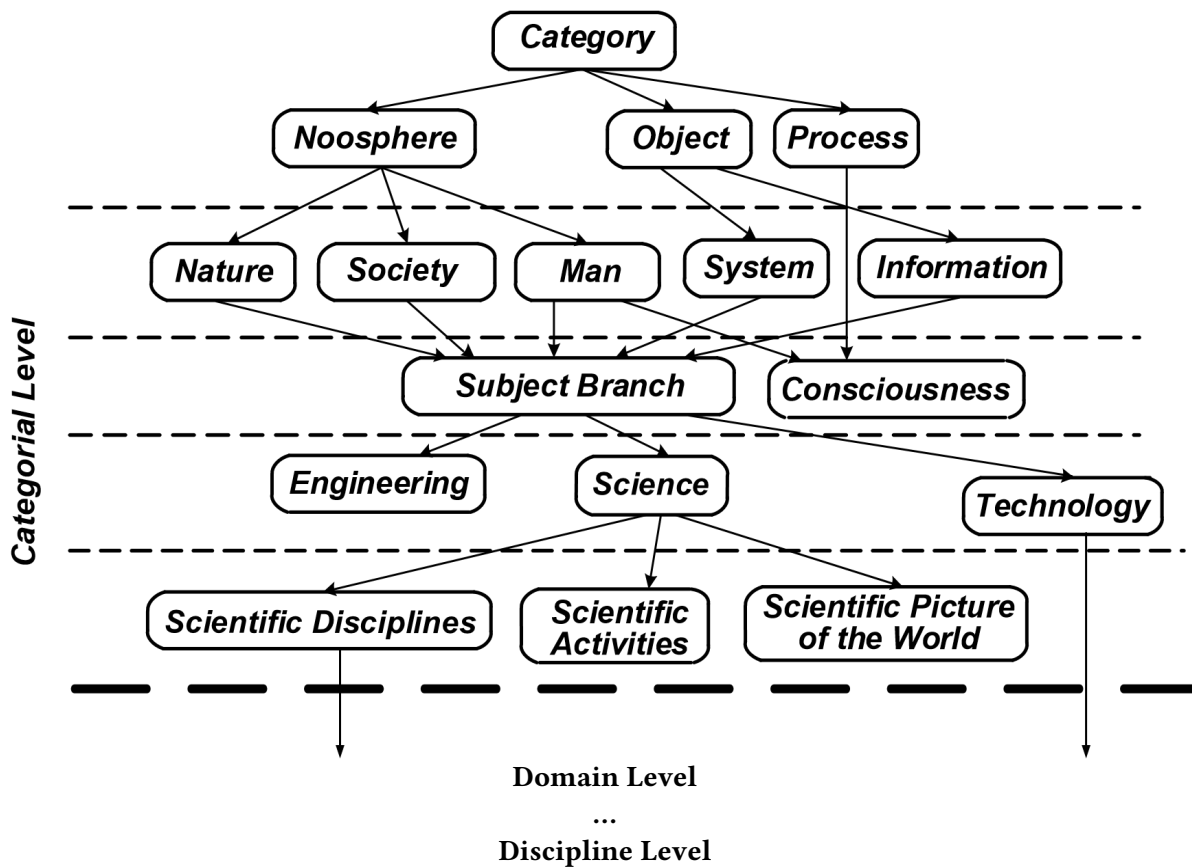 Category
Noosphere
Object
Process
Nature
Society
Man
System
Information
Categorial Level
Subject Branch
Consciousness
Engineering
Science
Technology
Scientific Disciplines
Scientific
Activities
Scientific Picture
of the World
Domain Level
...
Discipline Level